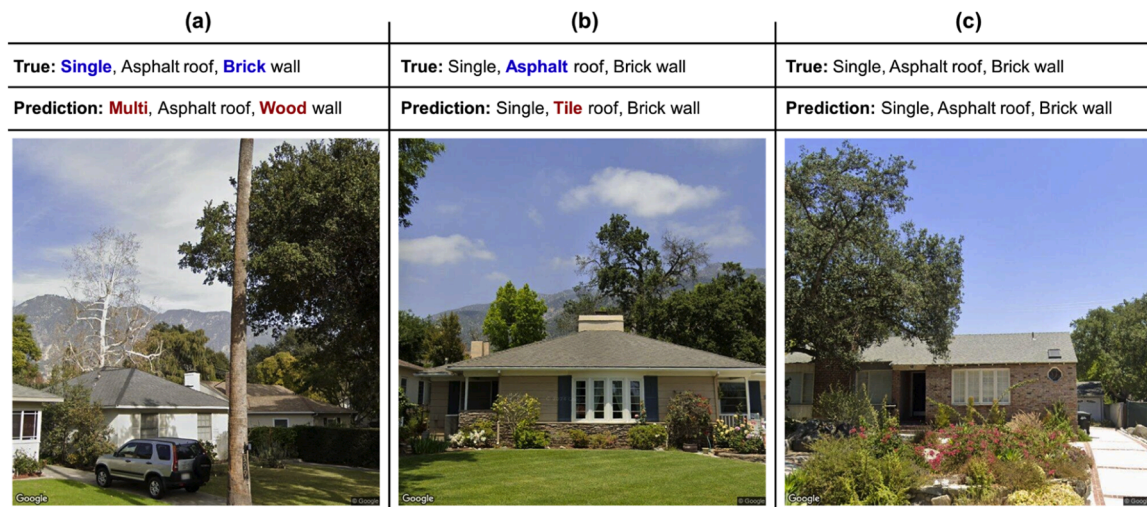 (a)
(b)
(c)
True: Single, Asphalt roof, Brick wall
True: Single, Asphalt roof, Brick wall
True: Single, Asphalt roof, Brick wall
Prediction: Multi, Asphalt roof, Wood wall
Prediction: Single, Tile roof, Brick wall
Prediction: Single, Asphalt roof, Brick wall
Google
© Google
Google
© Google
Google
© Goo